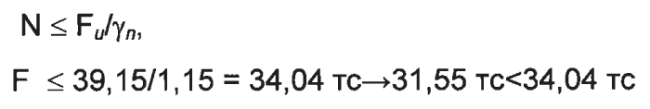 N ≤ Fᵤ/γₙ,
F ≤ 39,15/1,15 = 34,04 тс→31,55 тс<34,04 тс